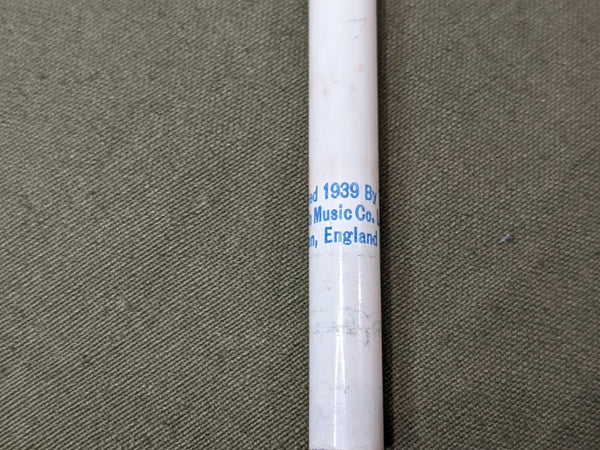 ed 1939 By
Music Co.
n, England